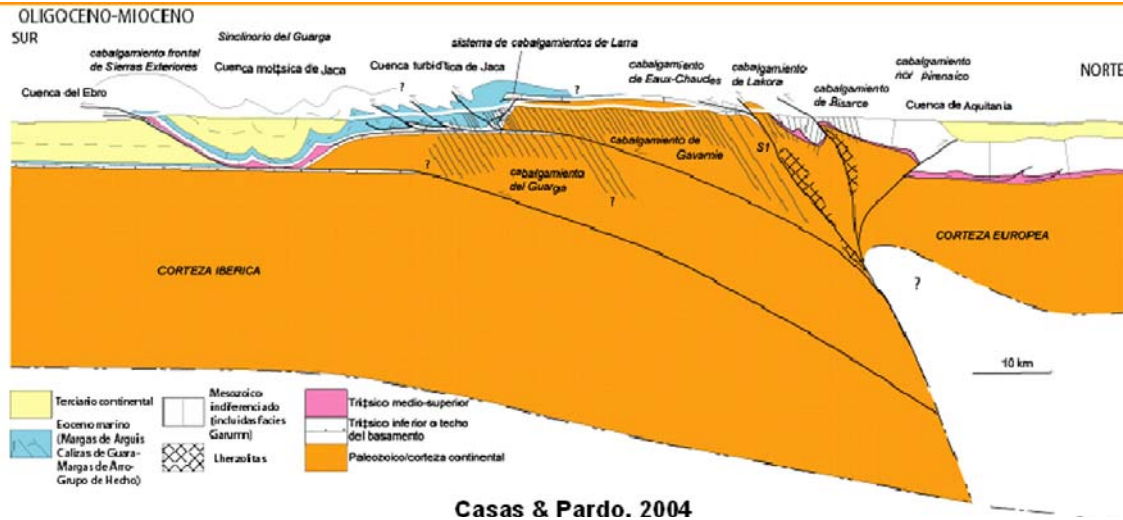 OLIGOCENO-MIOCENO
SUR
cabalgamiento frontal
de Sierras Exteriores
Sinclinorio del Guarga
Cuenca molásica de Jaca
sistema de cabalgamientos de Larra
Cuenca turbidítica de Jaca
cabalgamiento
de Eaux-Chaudes
cabalgamiento
de Lakora
cabalgamiento
de Bisarce
cabalgamiento
nor pirenaico
NORTE
Cuenca del Ebro
Cuenca de Aquitania
?
?
cabalgamiento de
Gavarnie
S1
?
cabalgamiento
del Guarga
?
CORTEZA IBERICA
CORTEZA EUROPEA
?
10 km
Terciario continental
Eoceno marino
(Margas de Arguis
Calizas de Guara-
Margas de Arro-
Grupo de Hecho)
Mesozoico
indiferenciado
(incluidas facies
Garumn)
Lherzolitas
Tri‡sico medio-superior
Tri‡sico inferior o techo
del basamento
Paleozoico/corteza continental
Casas & Pardo, 2004